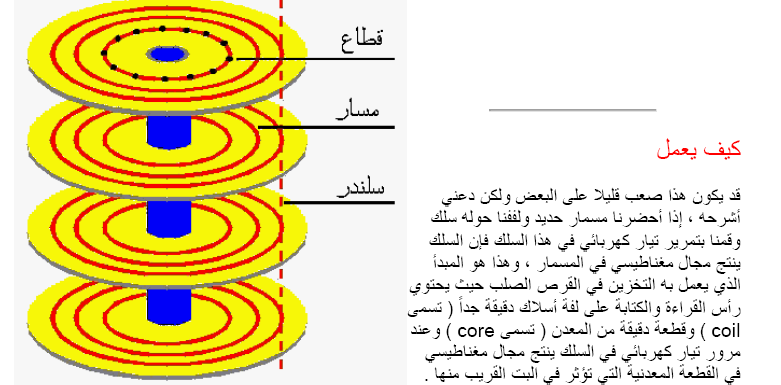 قطاع
مسار
سلندر
كيف يعمل
قد يكون هذا صعب قليلا على البعض ولكن دعني
أشرحه ، إذا أحضرنا مسمار حديد ولففنا حوله سلك
وقمنا بتمرير تيار كهربائي في هذا السلك فإن السلك
ينتج مجال مغناطيسي في المسمار ، وهذا هو المبدأ
الذي يعمل به التخزين في القرص الصلب حيث يحتوي
رأس القراءة والكتابة على لفة أسلاك دقيقة جداً ( تسمى
coil ) وقطعة دقيقة من المعدن ( تسمى core ) وعند
مرور تيار كهربائي في السلك ينتج مجال مغناطيسي
في القطعة المعدنية التي تؤثر في البت القريب منها .